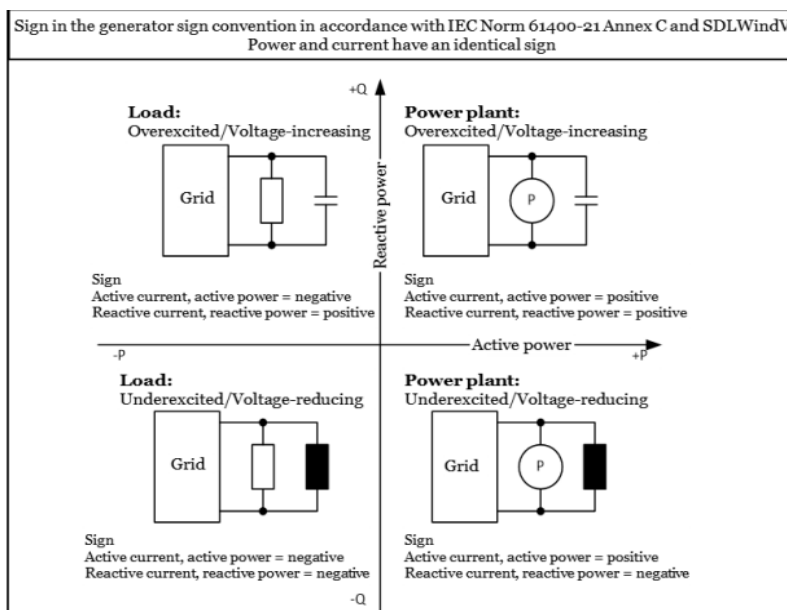 Sign in the generator sign convention in accordance with IEC Norm 61400-21 Annex C and SDLWindV
Power and current have an identical sign
+Q
Load:
Overexcited/Voltage-increasing
Grid
Sign
Active current, active power = negative
Reactive current, reactive power = positive
Reactive power
Power plant:
Overexcited/Voltage-increasing
Grid
P
Sign
Active current, active power = positive
Reactive current, reactive power = positive
-P
Active power
+P
Load:
Underexcited/Voltage-reducing
Grid
Sign
Active current, active power = negative
Reactive current, reactive power = negative
Power plant:
Underexcited/Voltage-reducing
Grid
P
Sign
Active current, active power = positive
Reactive current, reactive power = negative
-Q